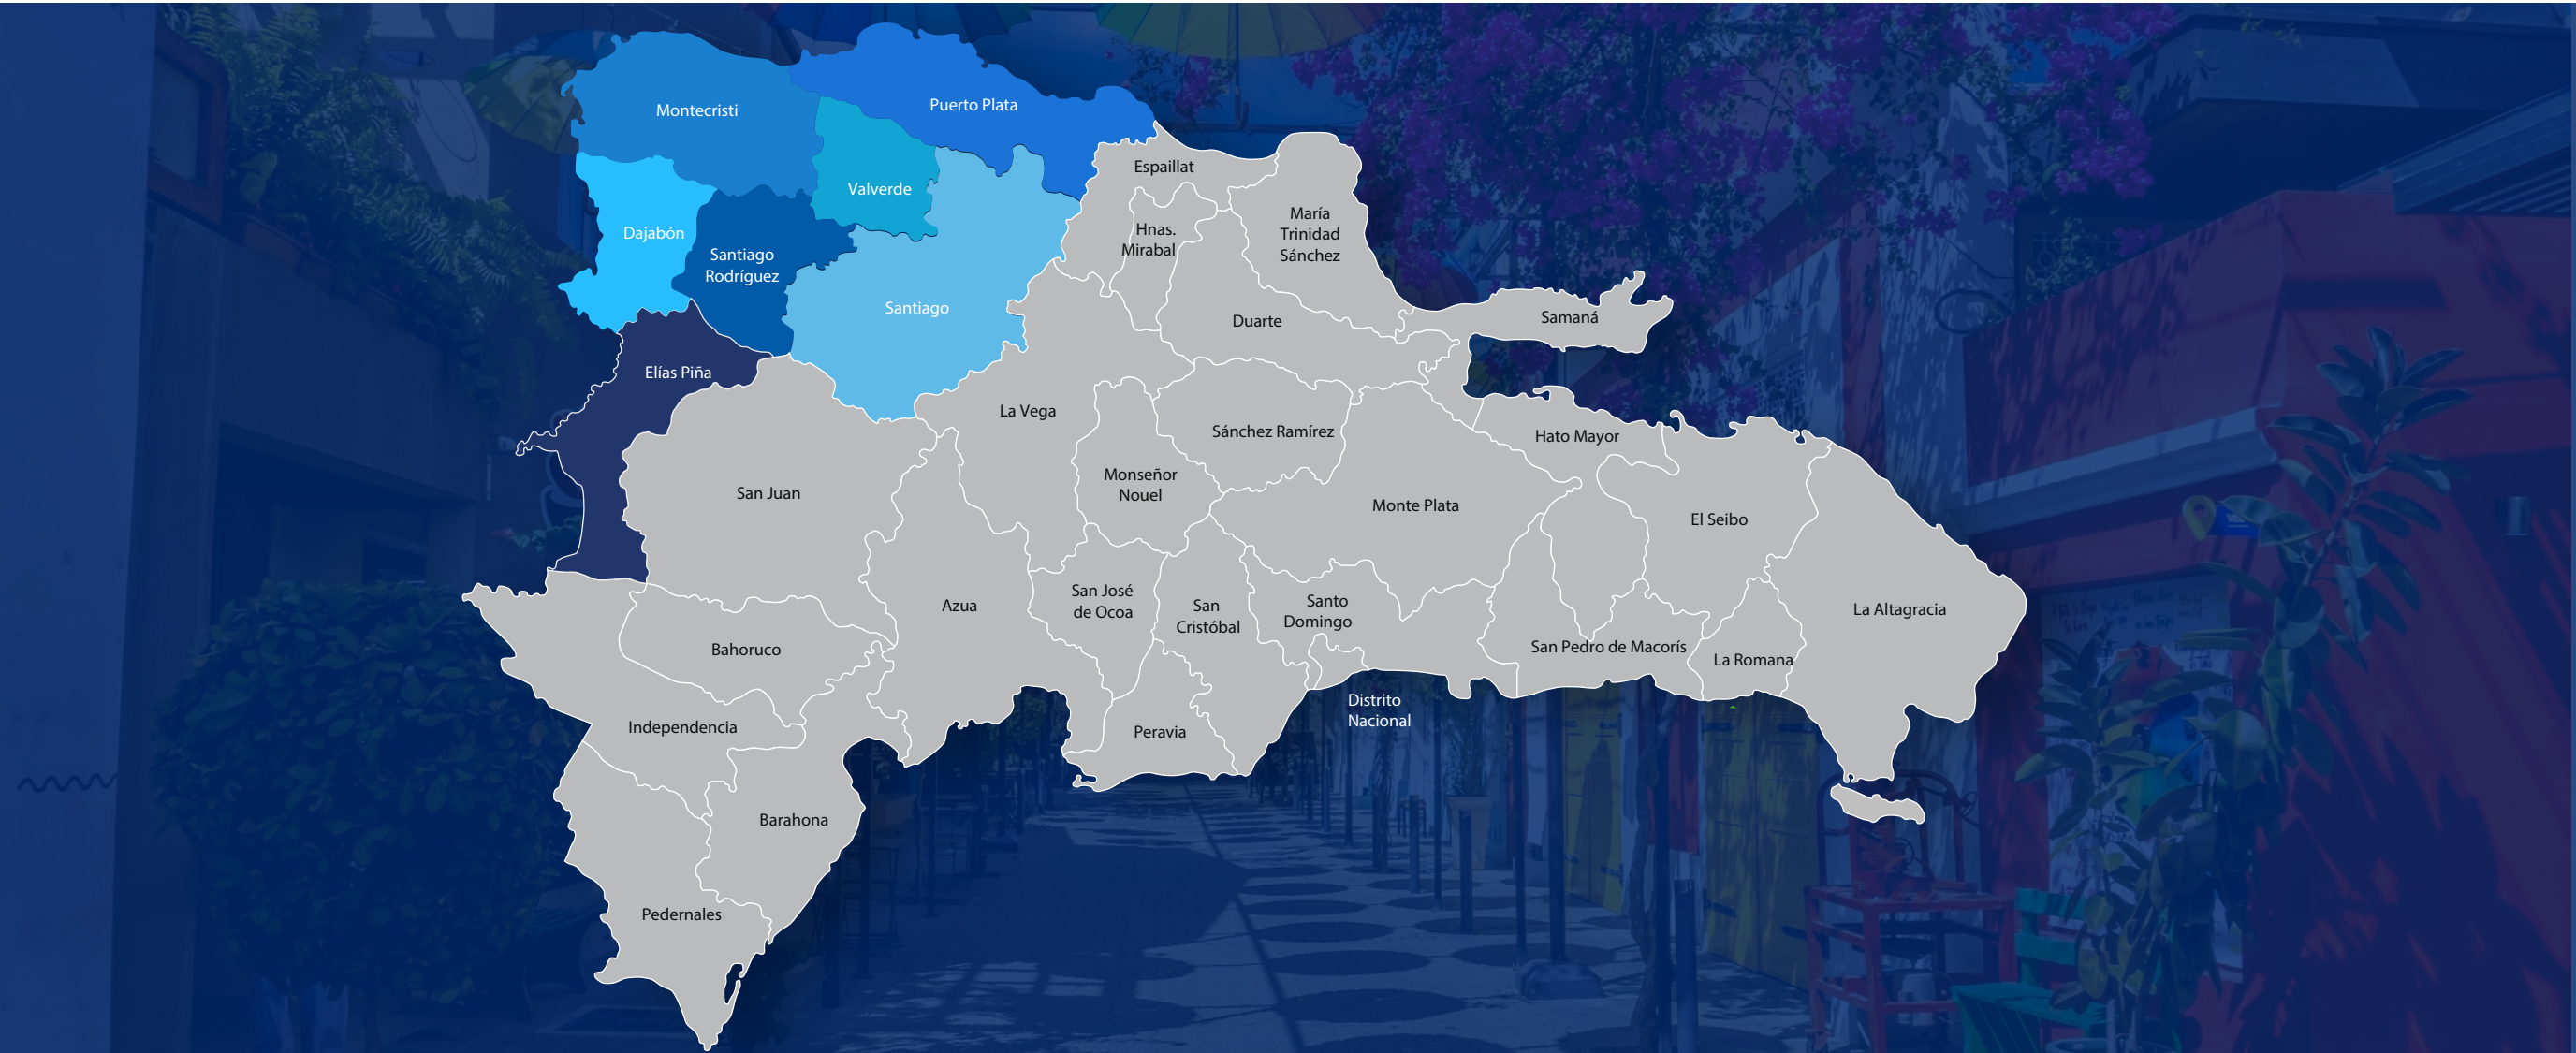 Puerto Plata
Montecristi
Espaillat
Valverde
María
Trinidad
Sánchez
Hnas.
Mirabal
Dajabón
Santiago
Rodríguez
Santiago
Samaná
Duarte
Elías Piña
La Vega
Sánchez Ramírez
Hato Mayor
Monseñor
Nouel
San Juan
Monte Plata
El Seibo
San José
de Ocoa
Azua
San
Cristóbal
Santo
Domingo
La Altagracia
San Pedro de Macorís
Bahoruco
La Romana
Distrito
Nacional
Independencia
Peravia
Barahona
Pedernales